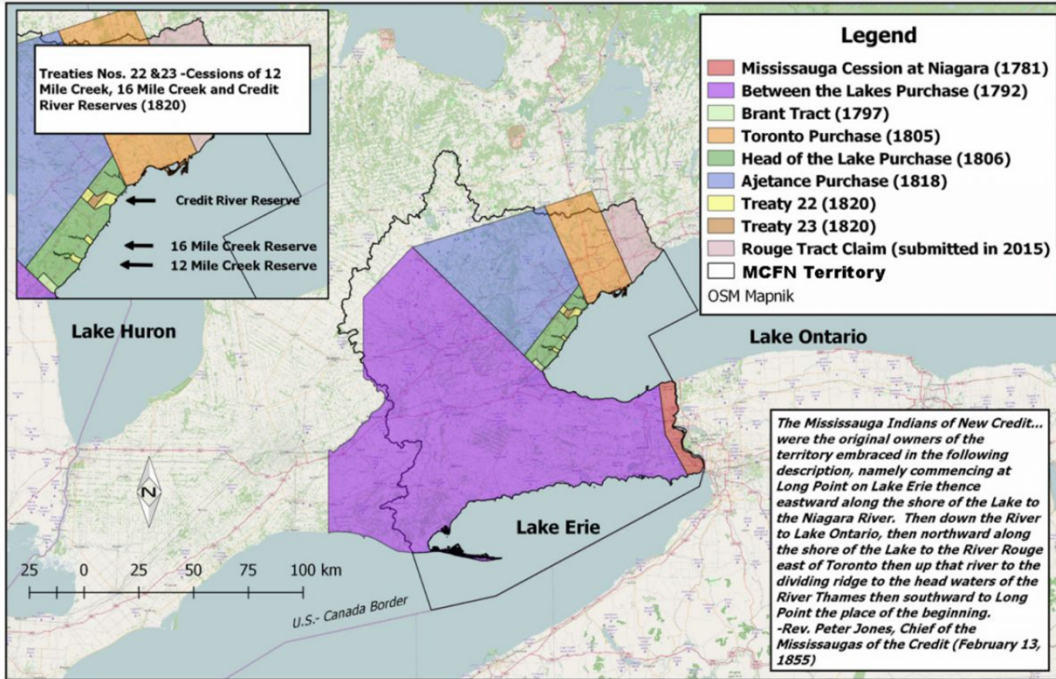 Treaties Nos. 22 &23 -Cessions of 12
Mile Creek, 16 Mile Creek and Credit
River Reserves (1820)
Credit River Reserve
16 Mile Creek Reserve
12 Mile Creek Reserve
Legend
Mississauga Cession at Niagara (1781)
Between the Lakes Purchase (1792)
Brant Tract (1797)
Toronto Purchase (1805)
Head of the Lake Purchase (1806)
Ajetance Purchase (1818)
Treaty 22 (1820)
Treaty 23 (1820)
Rouge Tract Claim (submitted in 2015)
MCFN Territory
OSM Mapnik
Lake Huron
Lake Ontario
Lake Erie
N
25 0 25 50 75 100 km
U.S.- Canada Border
The Mississauga Indians of New Credit...
were the original owners of the
territory embraced in the following
description, namely commencing at
Long Point on Lake Erie thence
eastward along the shore of the Lake to
the Niagara River. Then down the River
to Lake Ontario, then northward along
the shore of the Lake to the River Rouge
east of Toronto then up that river to the
dividing ridge to the head waters of the
River Thames then southward to Long
Point the place of the beginning.
-Rev. Peter Jones, Chief of the
Mississaugas of the Credit (February 13,
1855)